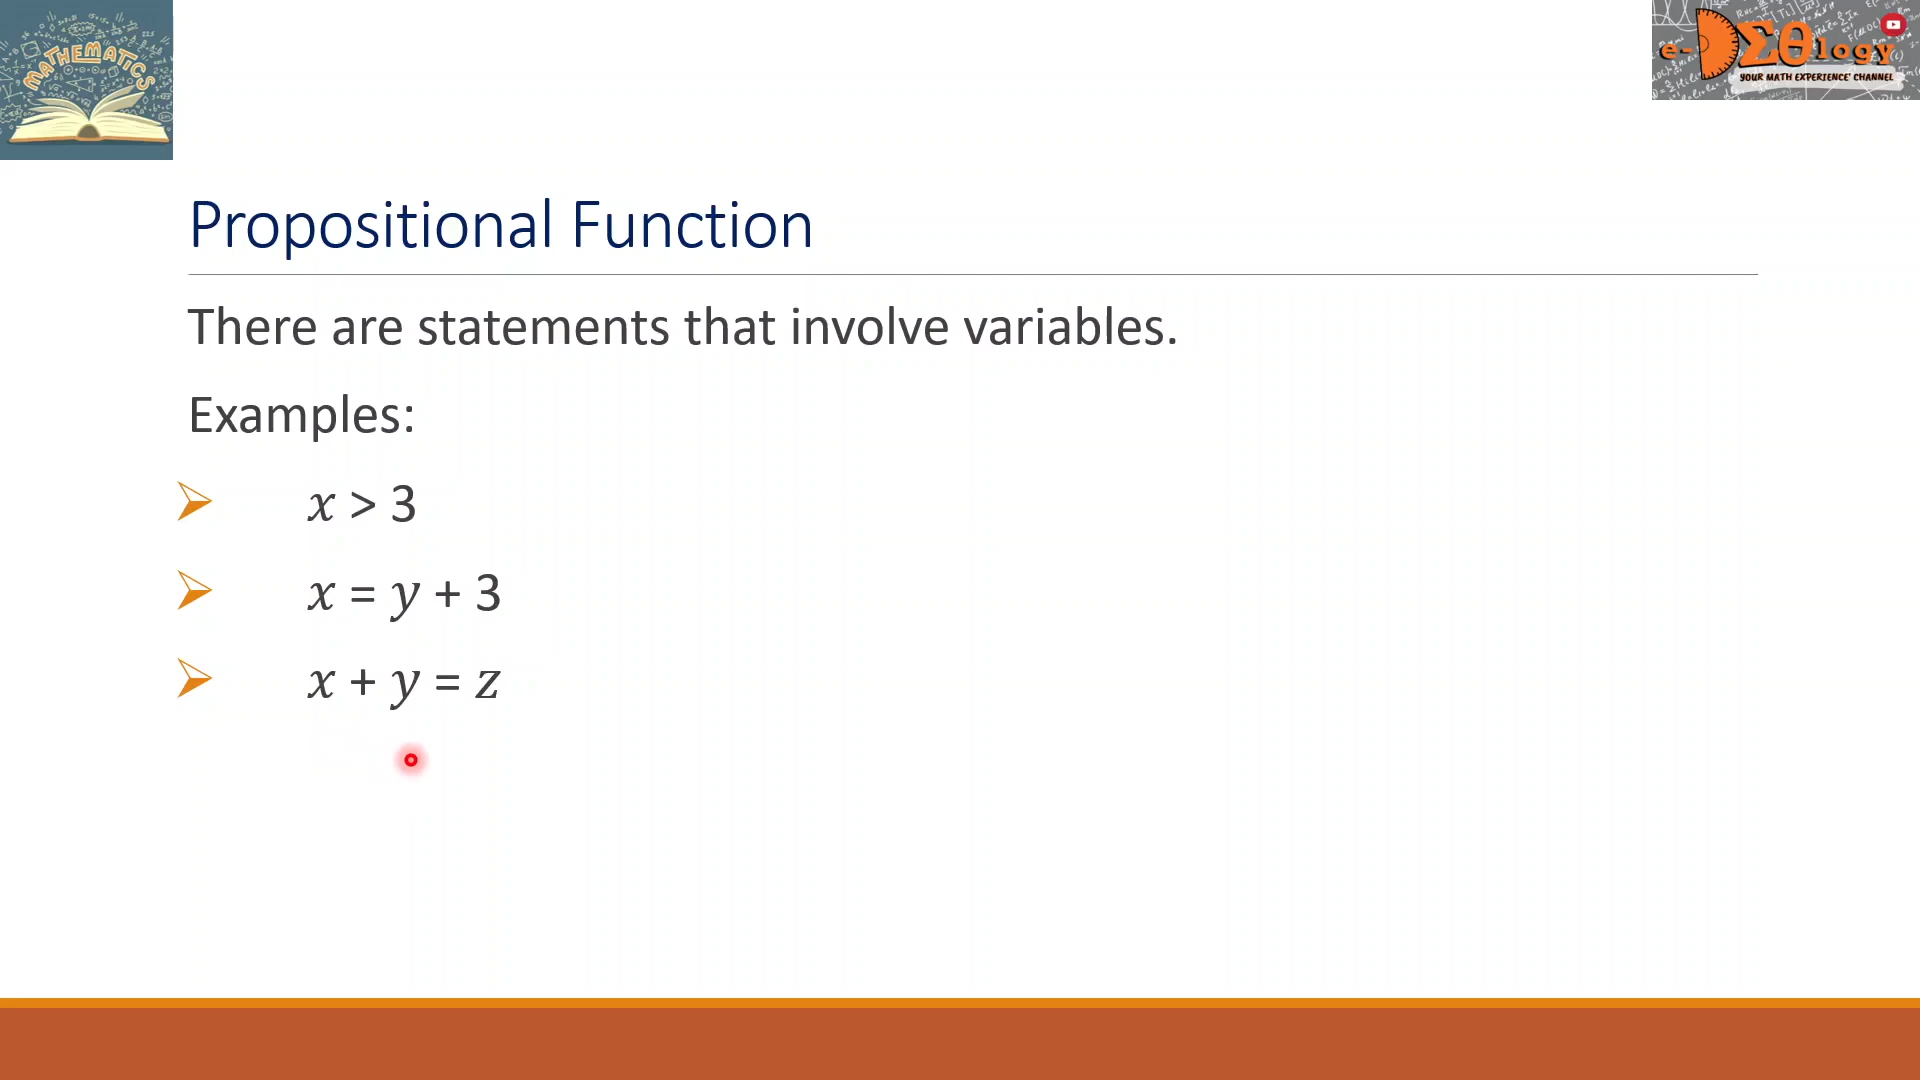 MATHEMATICS
e-DΣθlogy
YOUR MATH EXPERIENCE' CHANNEL
Propositional Function
There are statements that involve variables.
Examples:
x > 3
x = y + 3
x + y = z